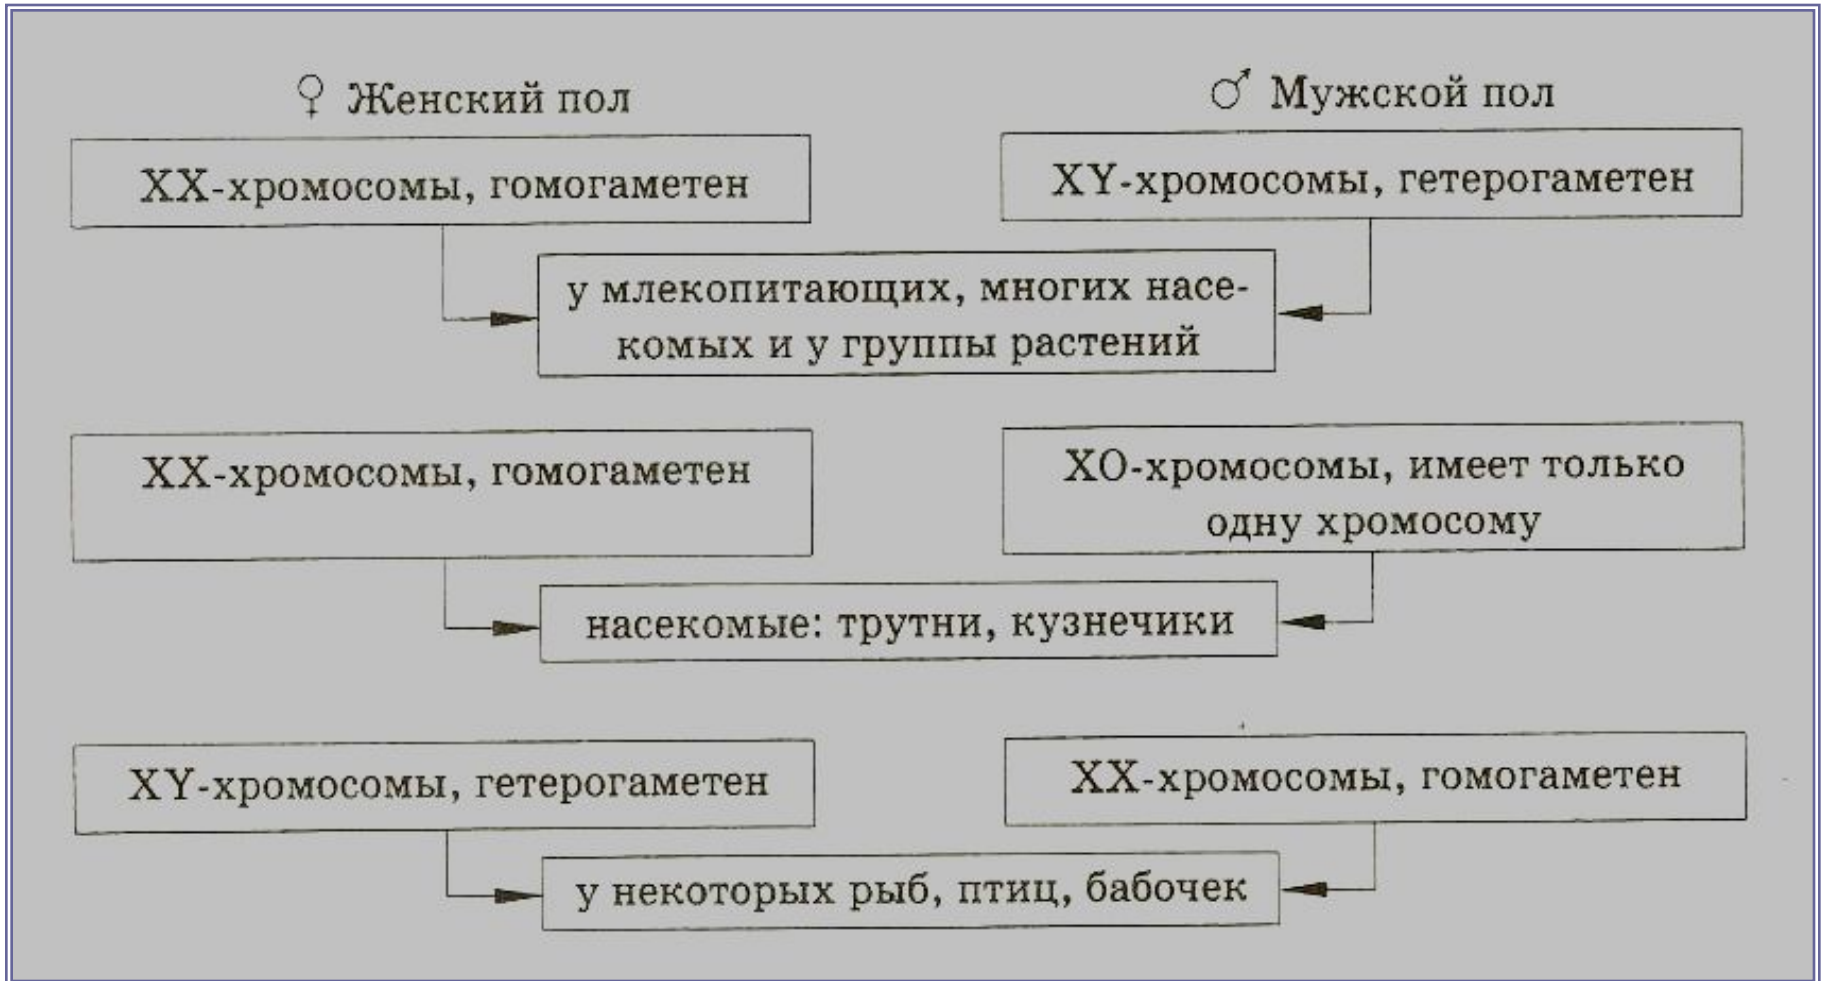 ♀ Женский пол
♂ Мужской пол
XX-хромосомы, гомогаметен
XY-хромосомы, гетерогаметен
у млекопитающих, многих насе-
комых и у группы растений
XX-хромосомы, гомогаметен
XO-хромосомы, имеет только
одну хромосому
насекомые: трутни, кузнечики
XY-хромосомы, гетерогаметен
XX-хромосомы, гомогаметен
у некоторых рыб, птиц, бабочек